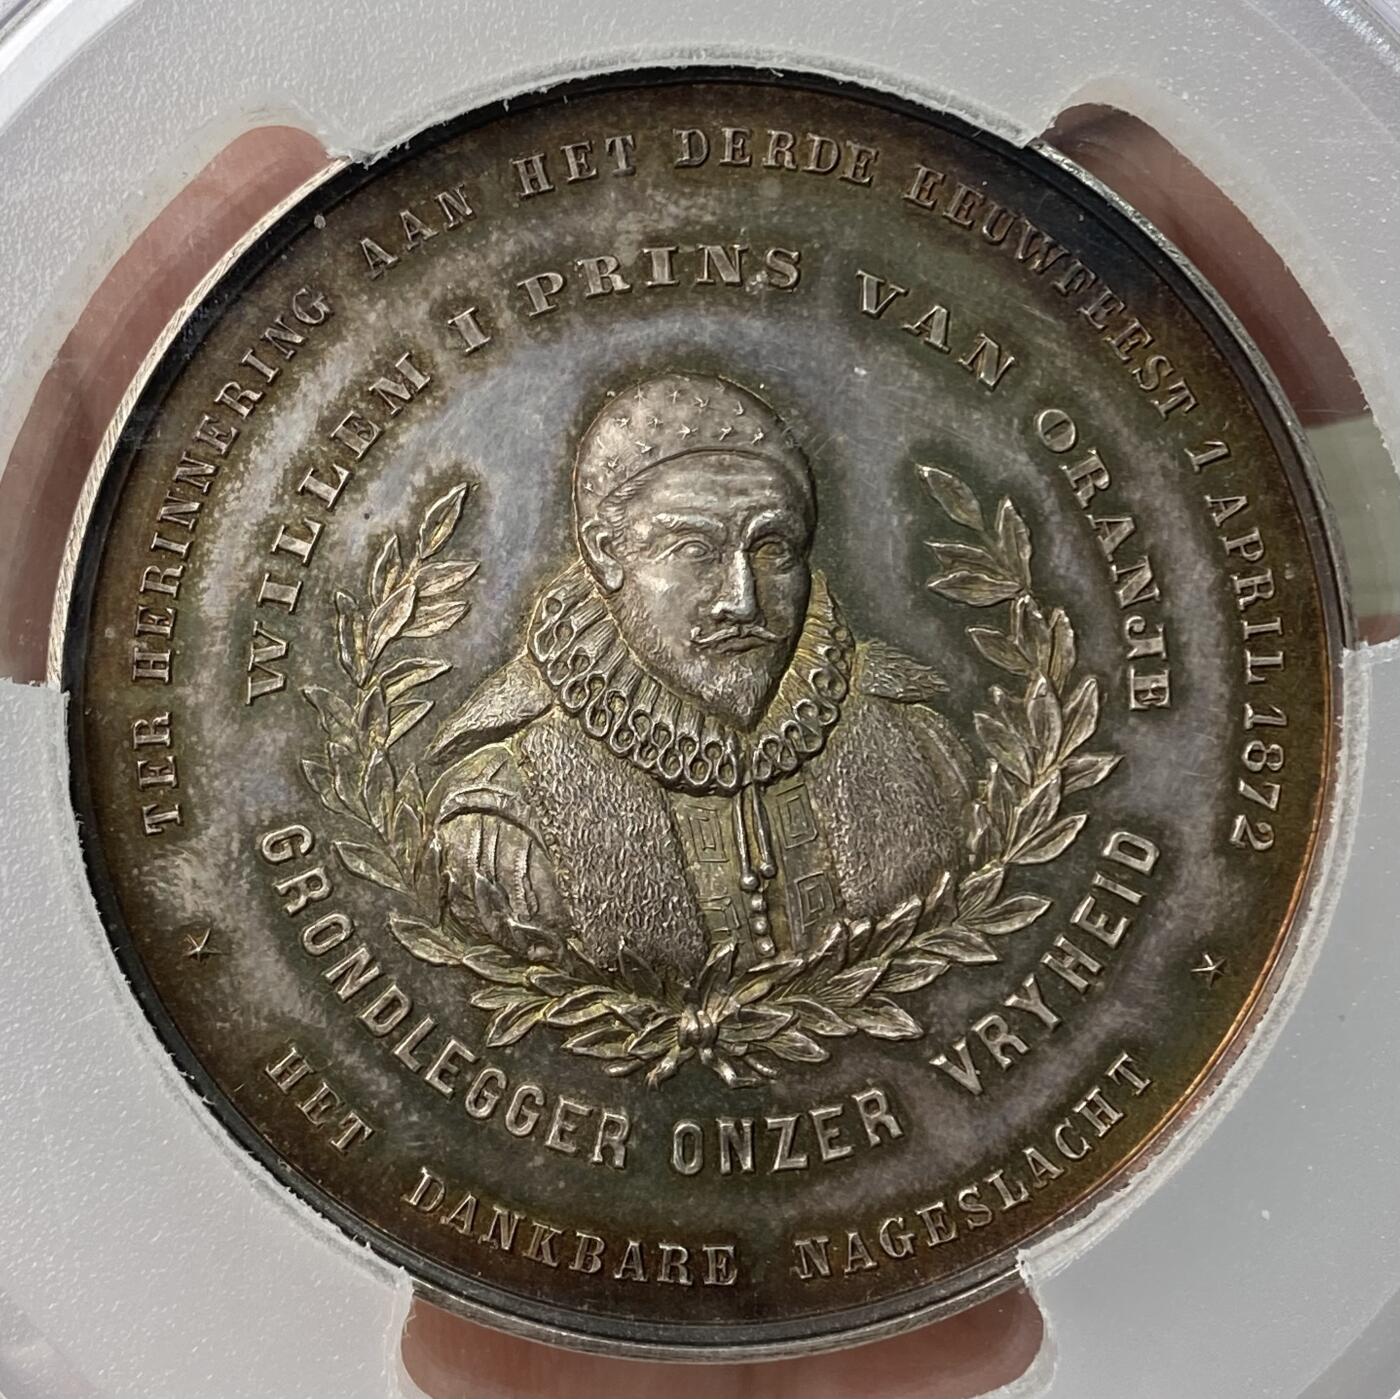 TER HERINNERING AAN HET DERDE EEUWFEEST 1 APRIL 1872
HET DANKBARE NAGESLACHT
WILLEM I PRINS VAN ORANJE
GRONDLEGGER ONZER VRYHEID